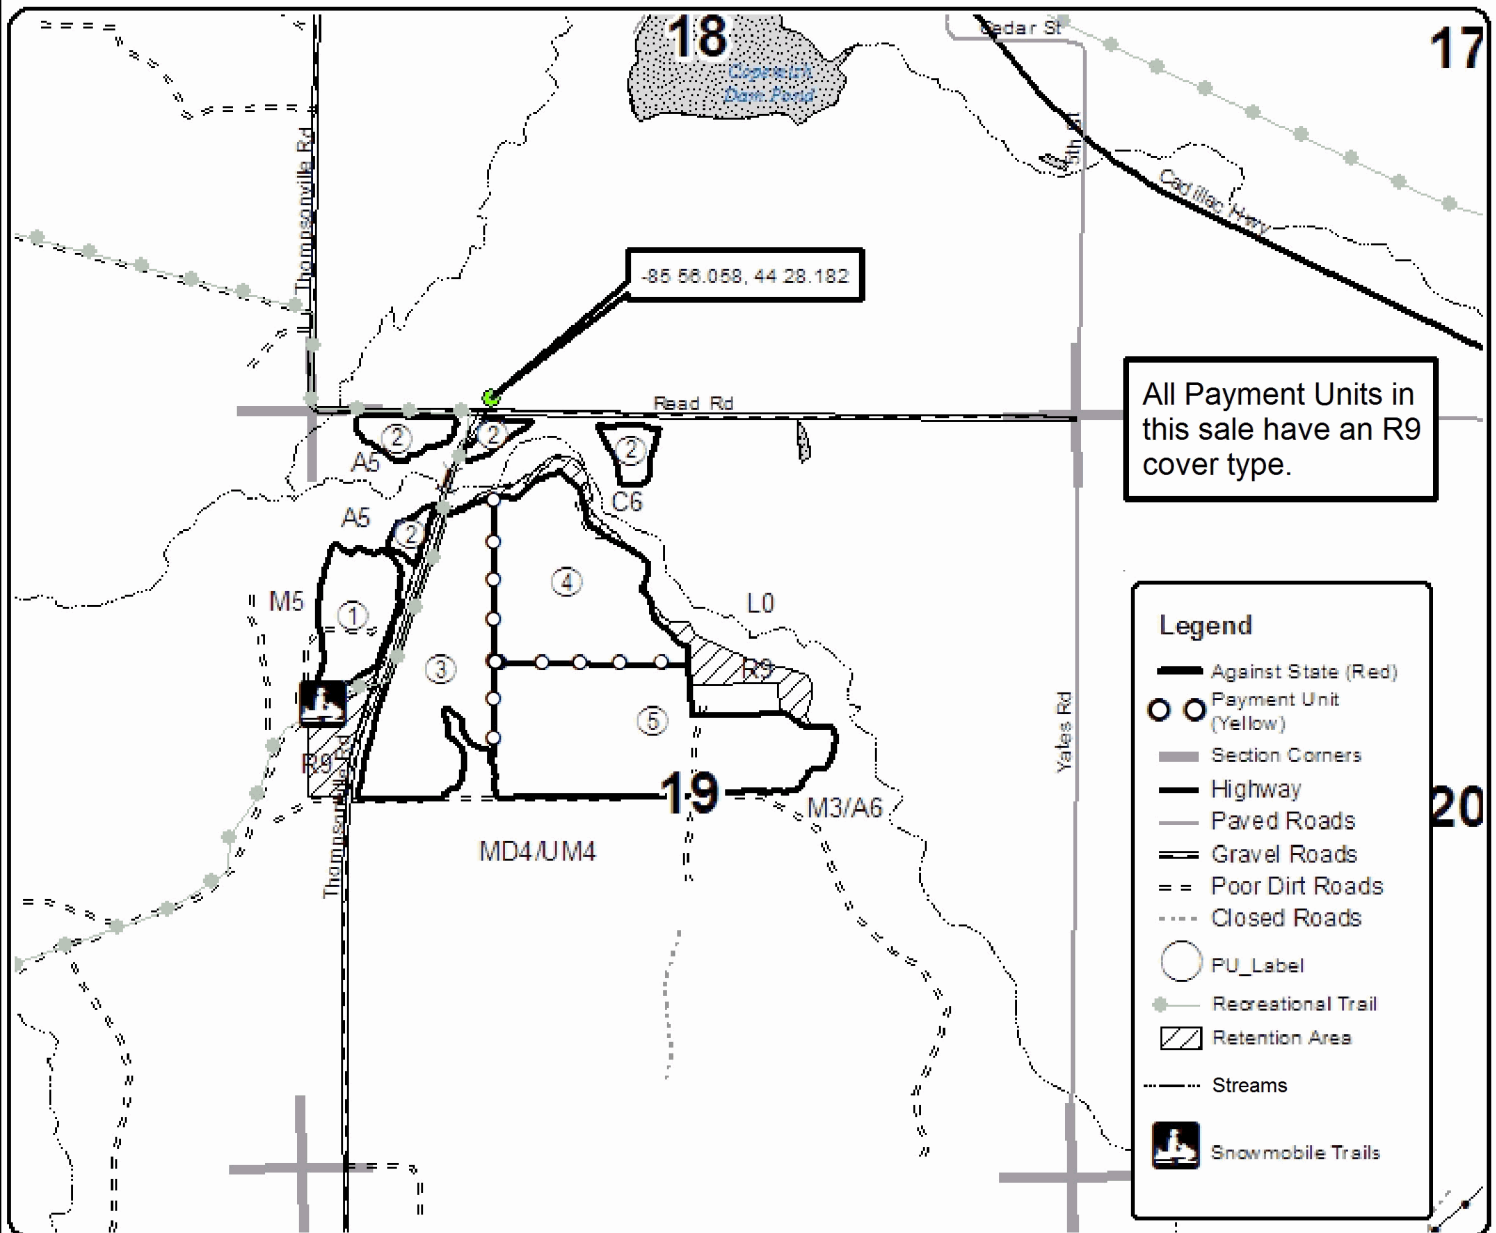 18
17
Cedar St
Copemish
Dam Pond
Thompsonville Rd
5th St
Cadillac Hwy
-85 56.058, 44 28.182
Read Rd
All Payment Units in
this sale have an R9
cover type.
2
2
2
A5
C6
A5
2
M5
1
4
L0
3
R9
5
R9
Thompsonville Rd
Yates Rd
19
M3/A6
20
MD4/UM4
Legend
Against State (Red)
Payment Unit
(Yellow)
Section Corners
Highway
Paved Roads
Gravel Roads
Poor Dirt Roads
Closed Roads
PU_Label
Recreational Trail
Retention Area
Streams
Snowmobile Trails